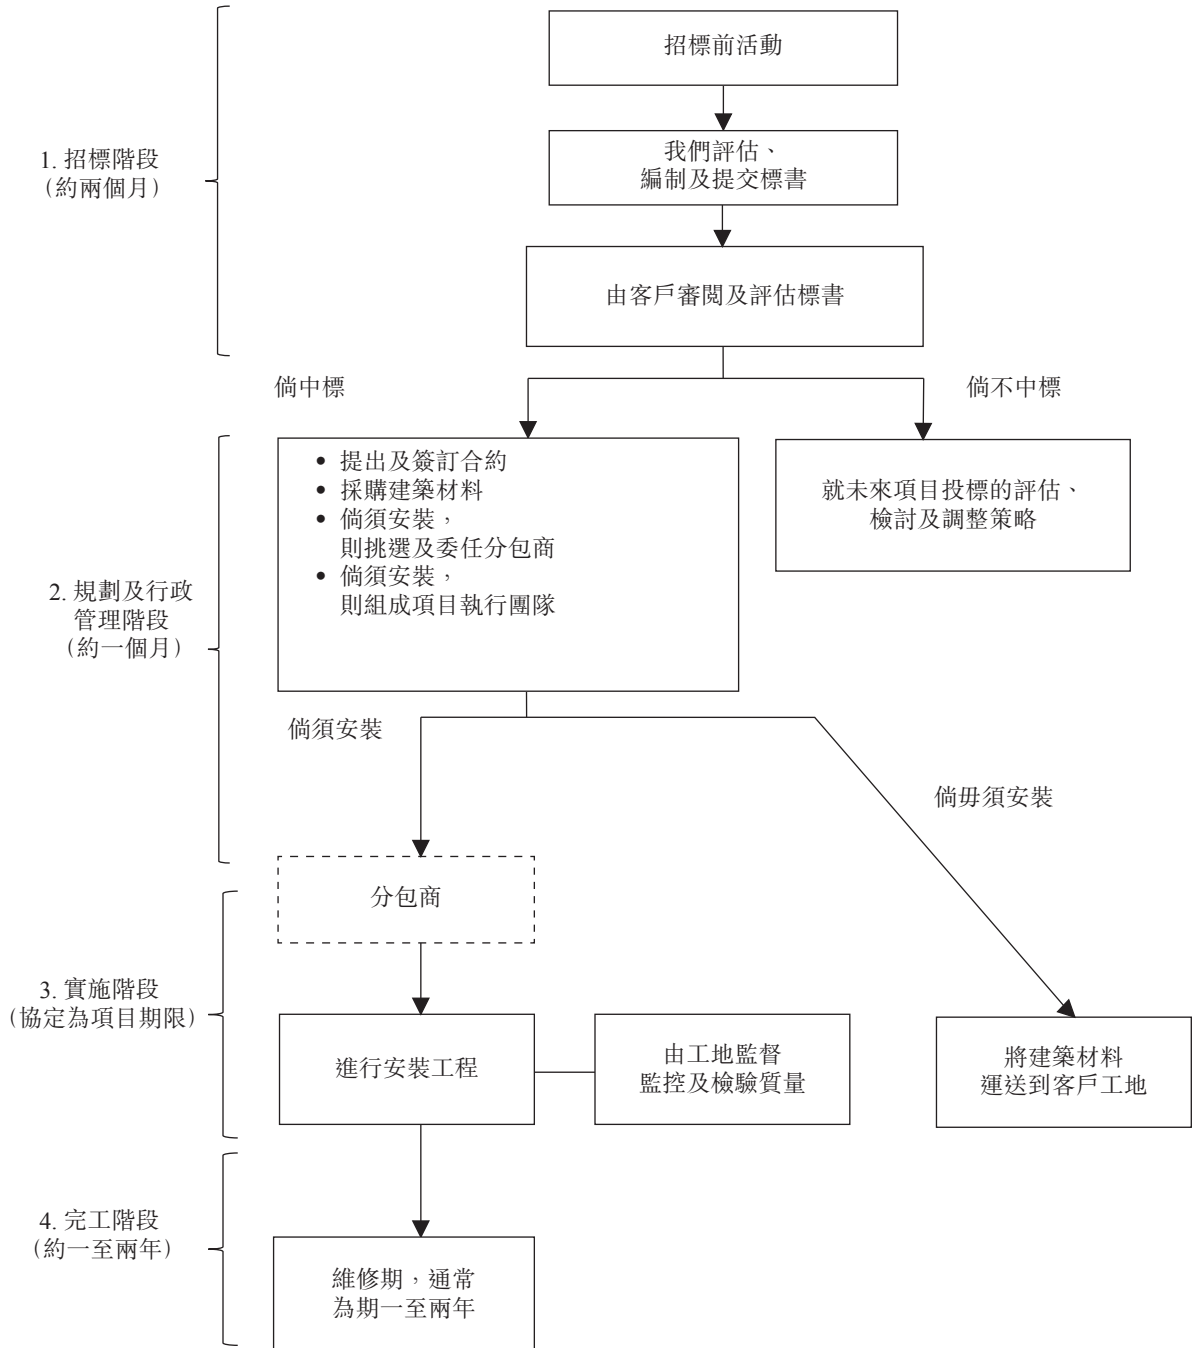 招標前活動
1. 招標階段
（約兩個月）
我們評估、
編制及提交標書
由客戶審閱及評估標書
倘中標
倘不中標
• 提出及簽訂合約
• 採購建築材料
• 倘須安裝，
則挑選及委任分包商
• 倘須安裝，
則組成項目執行團隊
就未來項目投標的評估、
檢討及調整策略
2. 規劃及行政
管理階段
（約一個月）
倘須安裝
倘毋須安裝
分包商
3. 實施階段
（協定為項目期限）
進行安裝工程
由工地監督
監控及檢驗質量
將建築材料
運送到客戶工地
4. 完工階段
（約一至兩年）
維修期，通常
為期一至兩年